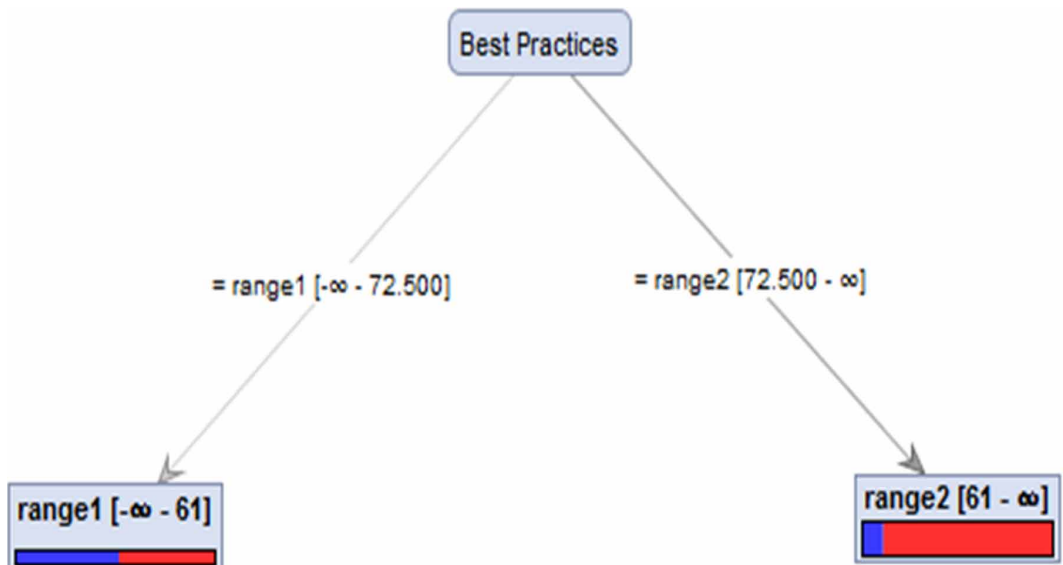 Best Practices
= range1 [-∞ - 72.500]
= range2 [72.500 - ∞]
range1 [-∞ - 61]
range2 [61 - ∞]